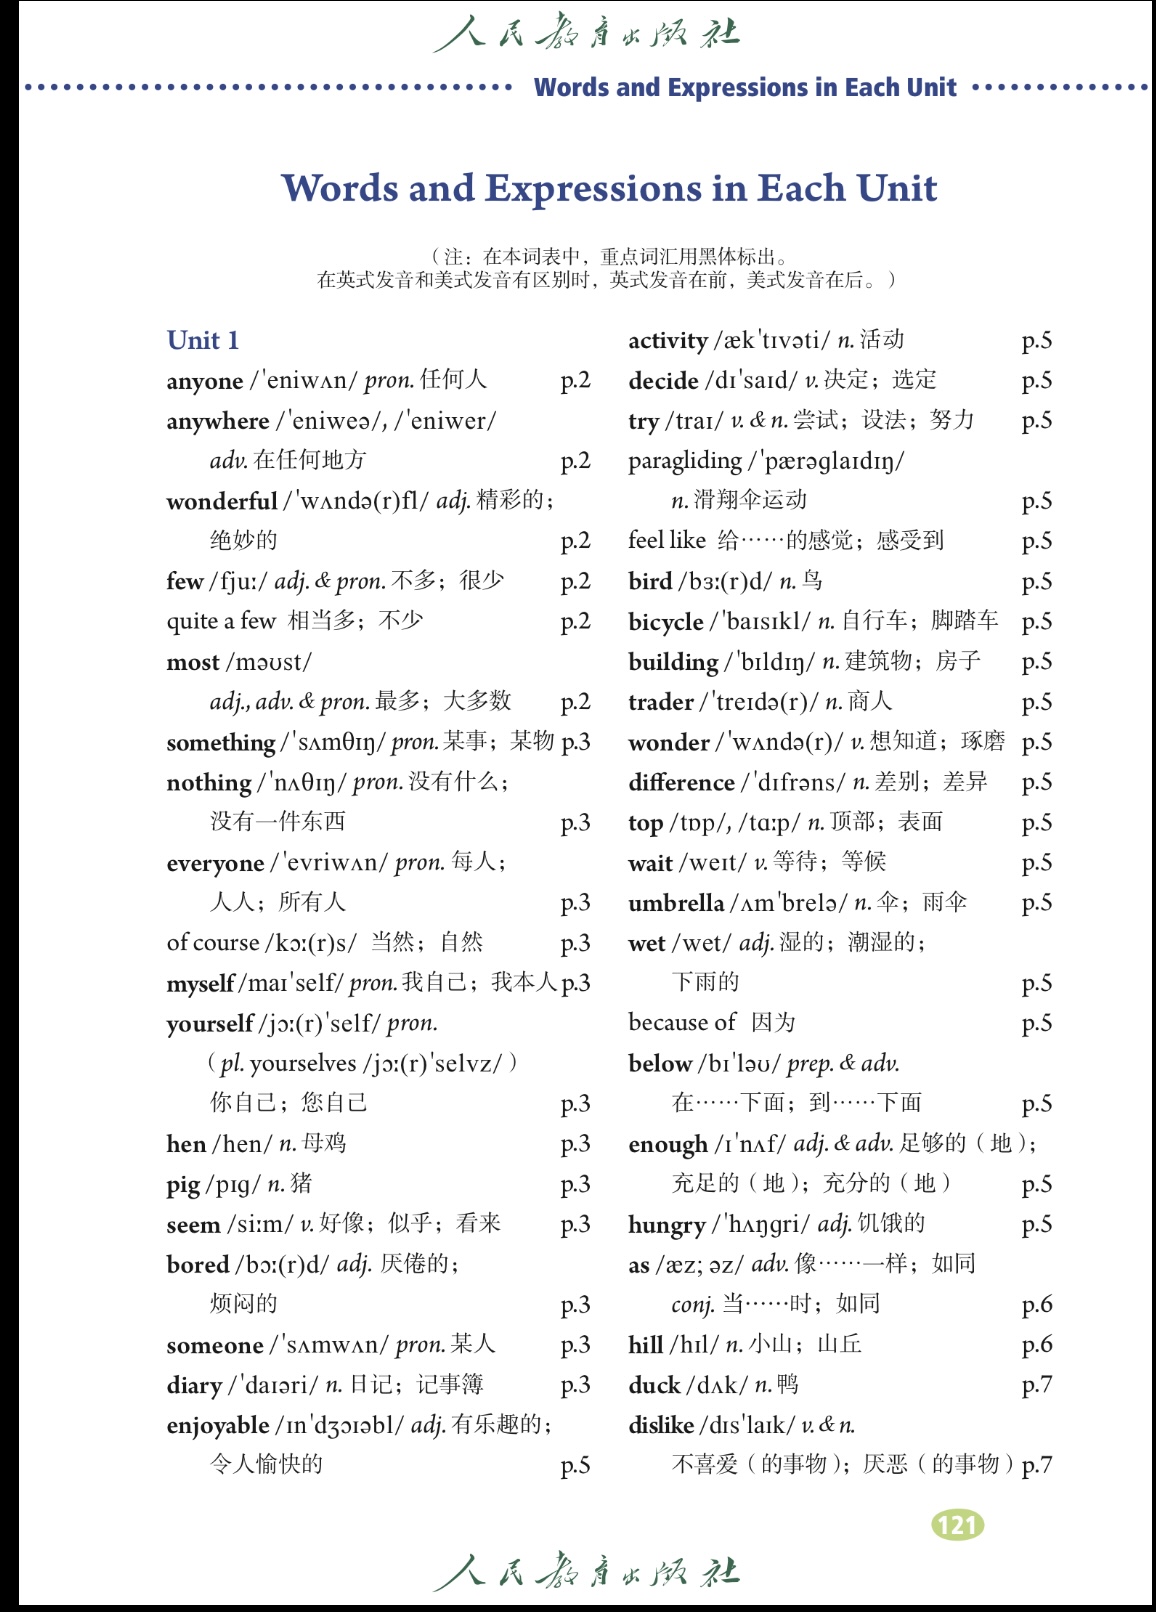 人民教育出版社
Words and Expressions in Each Unit
Words and Expressions in Each Unit
（注：在本词表中，重点词汇用黑体标出。
在英式发音和美式发音有区别时，英式发音在前，美式发音在后。）
Unit 1
anyone /ˈeniwʌn/ pron. 任何人 p.2
anywhere /ˈeniweə/, /ˈeniwer/
adv. 在任何地方 p.2
wonderful /ˈwʌndə(r)fl/ adj. 精彩的；
绝妙的 p.2
few /fjuː/ adj. & pron. 不多；很少 p.2
quite a few 相当多；不少 p.2
most /məʊst/
adj., adv. & pron. 最多；大多数 p.2
something /ˈsʌmθɪŋ/ pron. 某事；某物 p.3
nothing /ˈnʌθɪŋ/ pron. 没有什么；
没有一件东西 p.3
everyone /ˈevriwʌn/ pron. 每人；
人人；所有人 p.3
of course /kɔː(r)s/ 当然；自然 p.3
myself /maɪˈself/ pron. 我自己；我本人 p.3
yourself /jɔː(r)ˈself/ pron.
（pl. yourselves /jɔː(r)ˈselvz/）
你自己；您自己 p.3
hen /hen/ n. 母鸡 p.3
pig /pɪɡ/ n. 猪 p.3
seem /siːm/ v. 好像；似乎；看来 p.3
bored /bɔː(r)d/ adj. 厌倦的；
烦闷的 p.3
someone /ˈsʌmwʌn/ pron. 某人 p.3
diary /ˈdaɪəri/ n. 日记；记事簿 p.3
enjoyable /ɪnˈdʒɔɪəbl/ adj. 有乐趣的；
令人愉快的 p.5
activity /ækˈtɪvəti/ n. 活动 p.5
decide /dɪˈsaɪd/ v. 决定；选定 p.5
try /traɪ/ v. & n. 尝试；设法；努力 p.5
paragliding /ˈpærəɡlaɪdɪŋ/
n. 滑翔伞运动 p.5
feel like 给……的感觉；感受到 p.5
bird /bɜː(r)d/ n. 鸟 p.5
bicycle /ˈbaɪsɪkl/ n. 自行车；脚踏车 p.5
building /ˈbɪldɪŋ/ n. 建筑物；房子 p.5
trader /ˈtreɪdə(r)/ n. 商人 p.5
wonder /ˈwʌndə(r)/ v. 想知道；琢磨 p.5
difference /ˈdɪfrəns/ n. 差别；差异 p.5
top /tɒp/, /tɑːp/ n. 顶部；表面 p.5
wait /weɪt/ v. 等待；等候 p.5
umbrella /ʌmˈbrelə/ n. 伞；雨伞 p.5
wet /wet/ adj. 湿的；潮湿的；
下雨的 p.5
because of 因为 p.5
below /bɪˈləʊ/ prep. & adv.
在……下面；到……下面 p.5
enough /ɪˈnʌf/ adj. & adv. 足够的（地）；
充足的（地）；充分的（地） p.5
hungry /ˈhʌŋɡri/ adj. 饥饿的 p.5
as /æz; əz/ adv. 像……一样；如同
conj. 当……时；如同 p.6
hill /hɪl/ n. 小山；山丘 p.6
duck /dʌk/ n. 鸭 p.7
dislike /dɪsˈlaɪk/ v. & n.
不喜爱（的事物）；厌恶（的事物） p.7
121
人民教育出版社